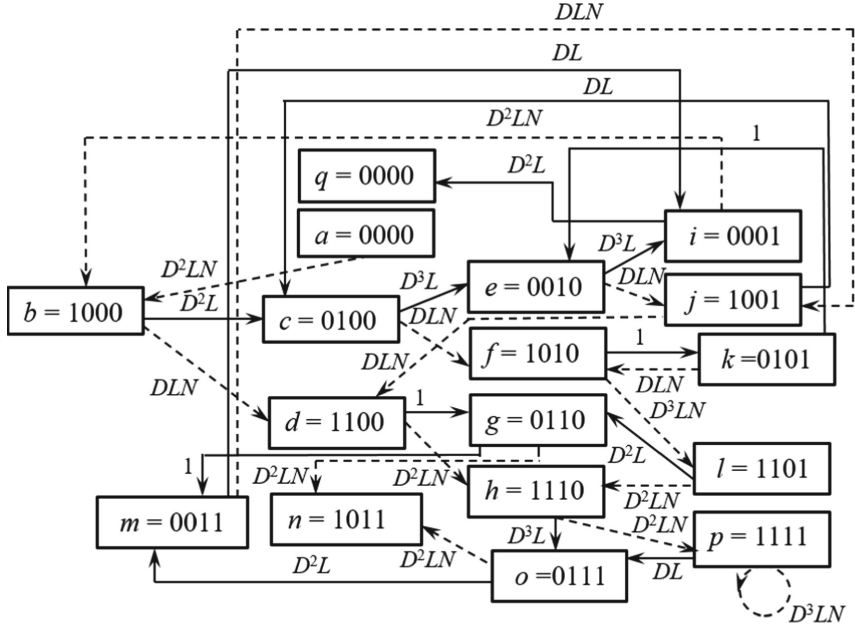 DLN
DL
DL
D²LN
1
q = 0000
D²L
a = 0000
i = 0001
D³L
D²LN
D³L
e = 0010
DLN
b = 1000
D²L
c = 0100
DLN
j = 1001
1
f = 1010
k =0101
DLN
DLN
DLN
D³LN
1
d = 1100
g = 0110
D²L
1
D²LN
D²LN
l = 1101
h = 1110
D²LN
m = 0011
n = 1011
D²LN
p = 1111
D³L
D²LN
D²L
o =0111
DL
D³LN